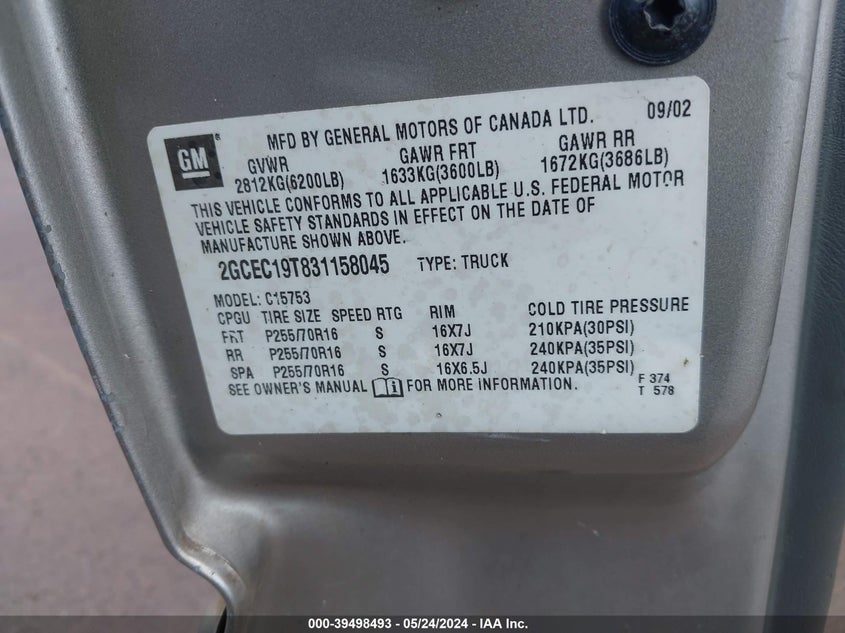 GM®
MFD BY GENERAL MOTORS OF CANADA LTD. 09/02
GVWR GAWR FRT GAWR RR
2812KG(6200LB) 1633KG(3600LB) 1672KG(3686LB)
THIS VEHICLE CONFORMS TO ALL APPLICABLE U.S. FEDERAL MOTOR
VEHICLE SAFETY STANDARDS IN EFFECT ON THE DATE OF
MANUFACTURE SHOWN ABOVE.
2GCEC19T831158045 TYPE: TRUCK
MODEL: C15753
CPGU TIRE SIZE SPEED RTG RIM COLD TIRE PRESSURE
FRT P255/70R16 S 16X7J 210KPA(30PSI)
RR P255/70R16 S 16X7J 240KPA(35PSI)
SPA P255/70R16 S 16X6.5J 240KPA(35PSI)
SEE OWNER'S MANUAL FOR MORE INFORMATION.
F 374
T 578
000-39498493 - 05/24/2024 - IAA Inc.